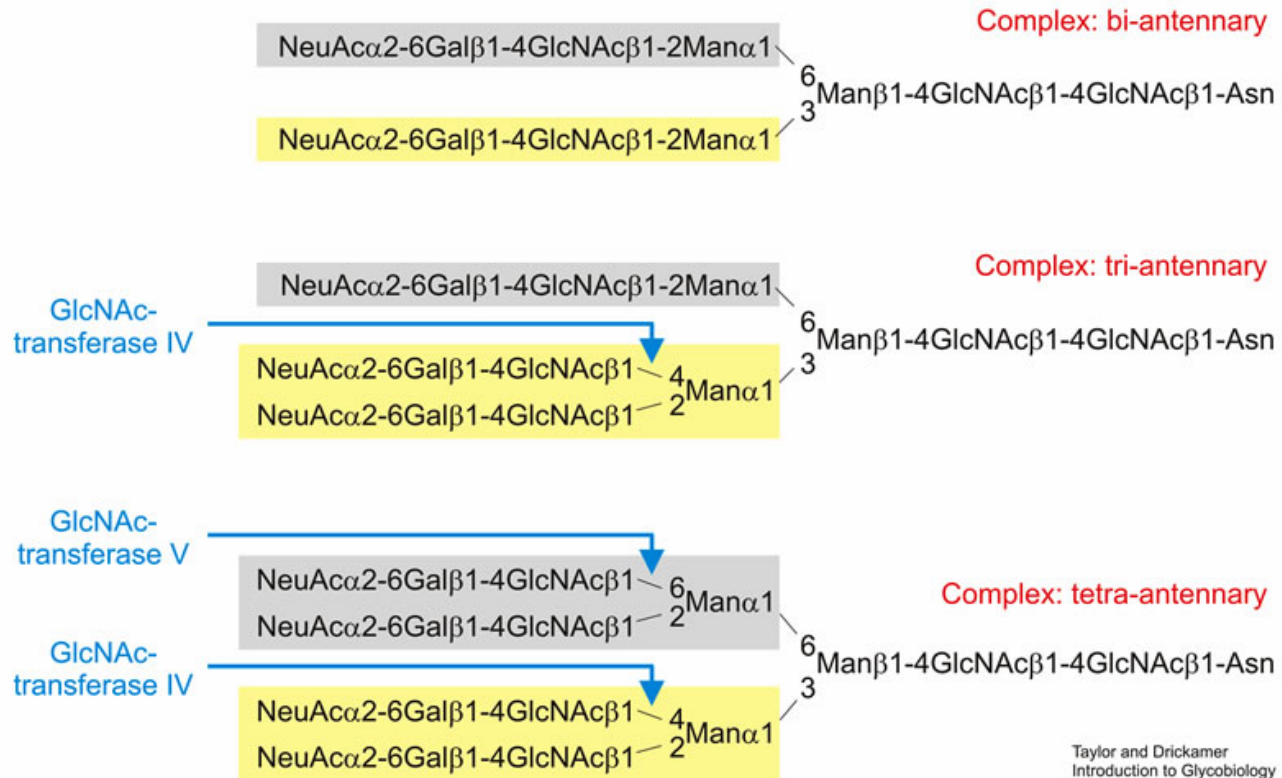 Complex: bi-antennary
NeuAcα2-6Galβ1-4GlcNAcβ1-2Manα1
6
Manβ1-4GlcNAcβ1-4GlcNAcβ1-Asn
3
NeuAcα2-6Galβ1-4GlcNAcβ1-2Manα1
Complex: tri-antennary
NeuAcα2-6Galβ1-4GlcNAcβ1-2Manα1
GlcNAc-
transferase IV
6
Manβ1-4GlcNAcβ1-4GlcNAcβ1-Asn
3
NeuAcα2-6Galβ1-4GlcNAcβ1
4
Manα1
2
NeuAcα2-6Galβ1-4GlcNAcβ1
GlcNAc-
transferase V
Complex: tetra-antennary
NeuAcα2-6Galβ1-4GlcNAcβ1
6
Manα1
2
NeuAcα2-6Galβ1-4GlcNAcβ1
GlcNAc-
transferase IV
6
Manβ1-4GlcNAcβ1-4GlcNAcβ1-Asn
3
NeuAcα2-6Galβ1-4GlcNAcβ1
4
Manα1
2
NeuAcα2-6Galβ1-4GlcNAcβ1
Taylor and Drickamer
Introduction to Glycobiology